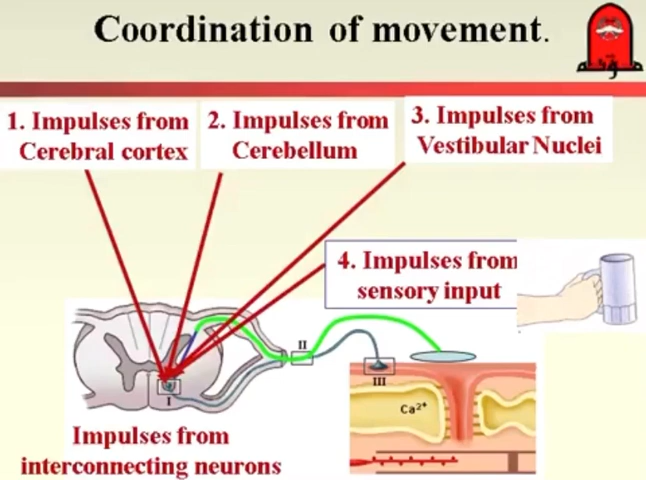 Coordination of movement.
مؤتة
1. Impulses from
Cerebral cortex
2. Impulses from
Cerebellum
3. Impulses from
Vestibular Nuclei
4. Impulses from
sensory input
II
III
I
Ca²⁺
Impulses from
interconnecting neurons